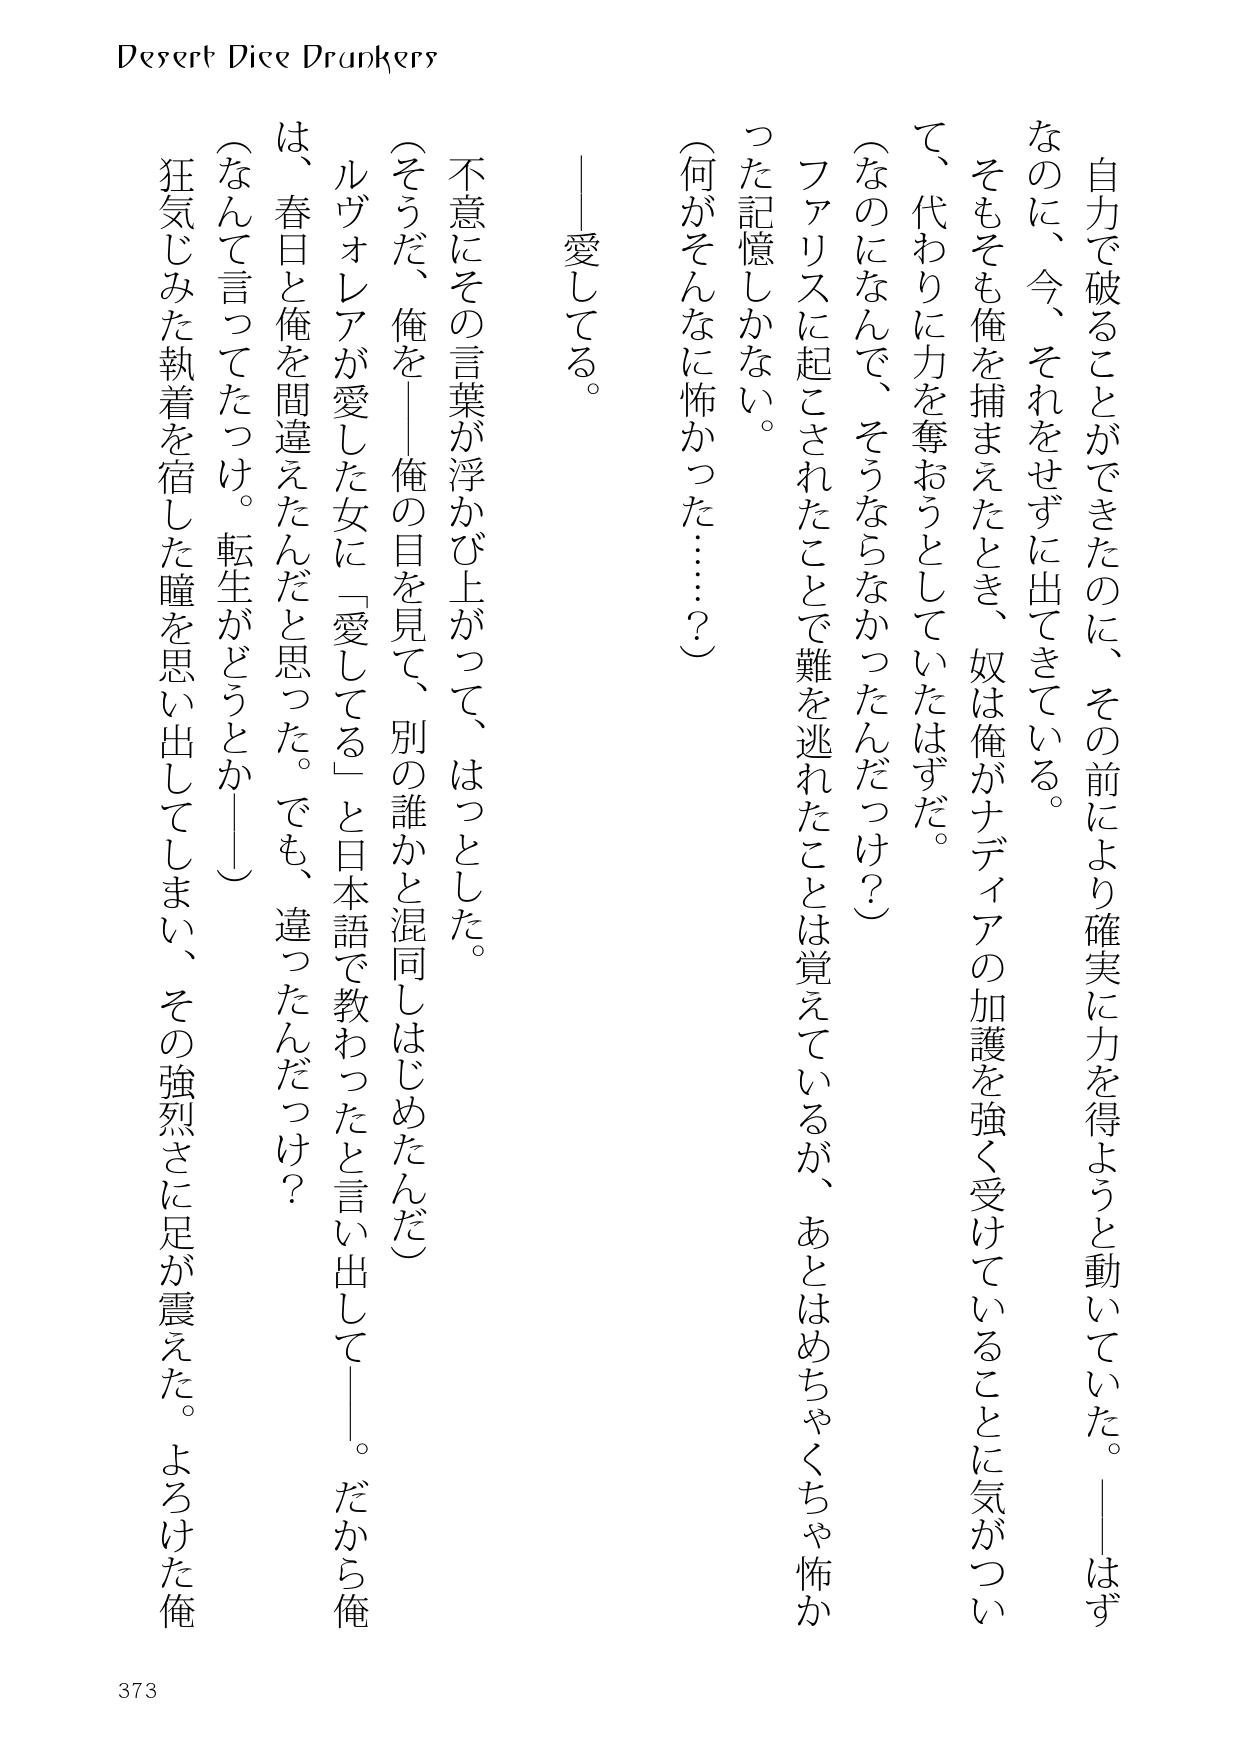 Desert Dice Drunkers
　自力で破ることができたのに、その前により確実に力を得ようと動いていた。――はず
なのに、今、それをせずに出てきている。
　そもそも俺を捕まえたとき、奴は俺がナディアの加護を強く受けていることに気がつい
て、代わりに力を奪おうとしていたはずだ。
（なのになんで、そうならなかったんだっけ？）
　ファリスに起こされたことで難を逃れたことは覚えているが、あとはめちゃくちゃ怖か
った記憶しかない。
（何がそんなに怖かった……？）
　――愛してる。
　不意にその言葉が浮かび上がって、はっとした。
（そうだ、俺を――俺の目を見て、別の誰かと混同しはじめたんだ）
　ルヴォレアが愛した女に「愛してる」と日本語で教わったと言い出して――。だから俺
は、春日と俺を間違えたんだと思った。でも、違ったんだっけ？
（なんて言ってたっけ。転生がどうとか――）
　狂気じみた執着を宿した瞳を思い出してしまい、その強烈さに足が震えた。よろけた俺
373